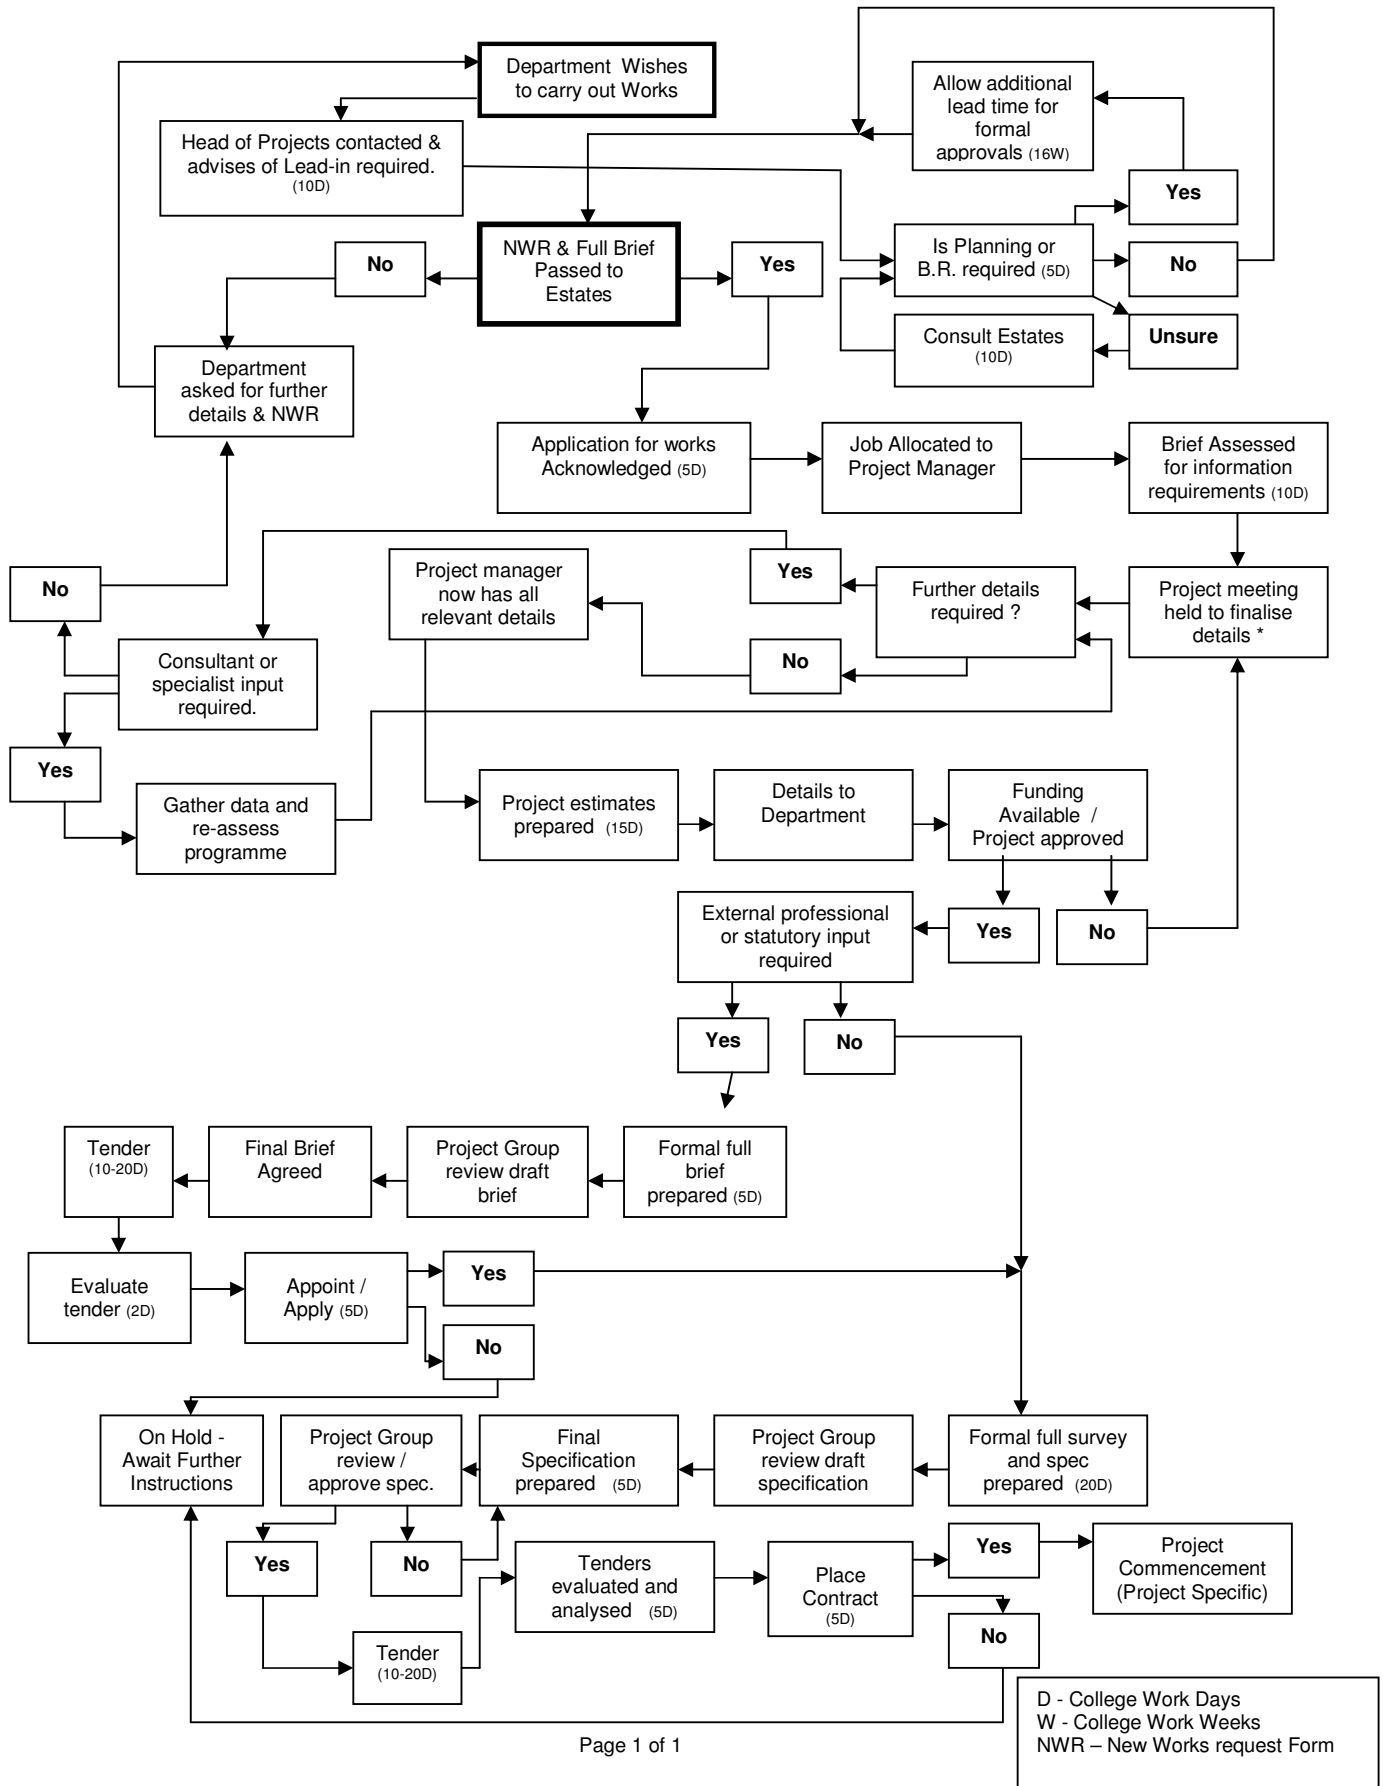 Department Wishes
to carry out Works
Allow additional
lead time for
formal
approvals (16W)
Head of Projects contacted &
advises of Lead-in required.
(10D)
Yes
NWR & Full Brief
Passed to
Estates
No
Yes
Is Planning or
B.R. required (5D)
No
Unsure
Consult Estates
(10D)
Department
asked for further
details & NWR
Application for works
Acknowledged (5D)
Job Allocated to
Project Manager
Brief Assessed
for information
requirements (10D)
No
Project manager
now has all
relevant details
Yes
Further details
required ?
Project meeting
held to finalise
details *
No
Consultant or
specialist input
required.
Yes
Gather data and
re-assess
programme
Project estimates
prepared (15D)
Details to
Department
Funding
Available /
Project approved
External professional
or statutory input
required
Yes
No
Yes
No
Tender
(10-20D)
Final Brief
Agreed
Project Group
review draft
brief
Formal full
brief
prepared (5D)
Evaluate
tender (2D)
Appoint /
Apply (5D)
Yes
No
On Hold -
Await Further
Instructions
Project Group
review /
approve spec.
Final
Specification
prepared (5D)
Project Group
review draft
specification
Formal full survey
and spec
prepared (20D)
Yes
No
Tenders
evaluated and
analysed (5D)
Place
Contract
(5D)
Yes
Project
Commencement
(Project Specific)
No
Tender
(10-20D)
D - College Work Days
W - College Work Weeks
NWR – New Works request Form
Page 1 of 1